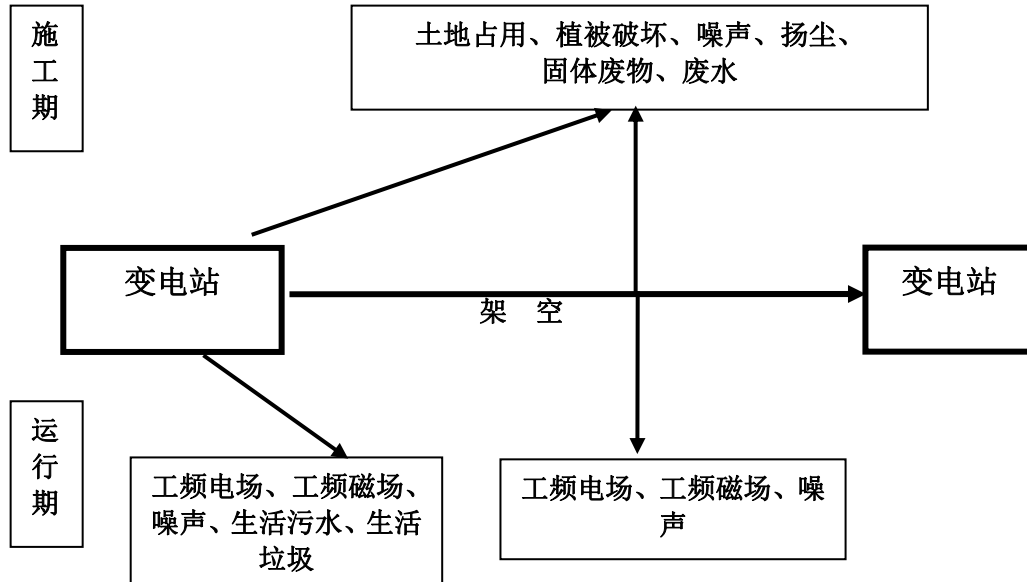 施工期
土地占用、植被破坏、噪声、扬尘、
固体废物、废水
变电站
架 空
变电站
运行期
工频电场、工频磁场、
噪声、生活污水、生活
垃圾
工频电场、工频磁场、噪
声